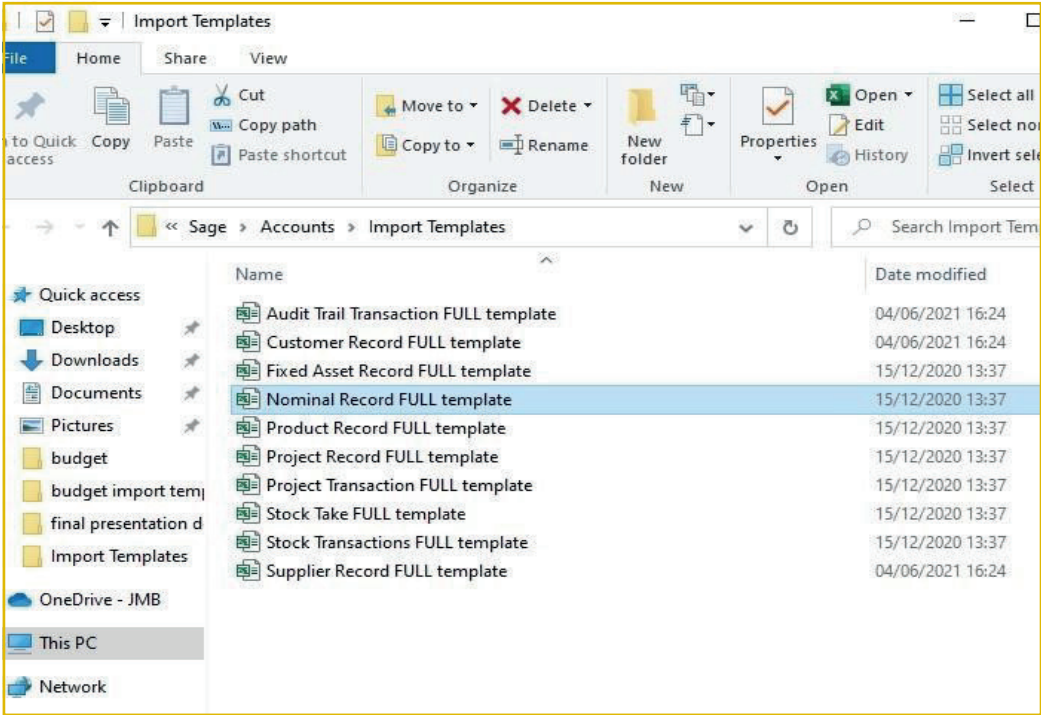 Import Templates
File Home Share View
to Quick access
Copy
Paste
Cut
Copy path
Paste shortcut
Clipboard
Move to
Copy to
Delete
Rename
Organize
New folder
New
Properties
Open
Edit
History
Open
Select all
Select
Invert
Select
« Sage > Accounts > Import Templates
Search Import Tem
Quick access
Desktop
Downloads
Documents
Pictures
budget
budget import temp
final presentation d
Import Templates
OneDrive - JMB
This PC
Network
Name Date modified
Audit Trail Transaction FULL template 04/06/2021 16:24
Customer Record FULL template 04/06/2021 16:24
Fixed Asset Record FULL template 15/12/2020 13:37
Nominal Record FULL template 15/12/2020 13:37
Product Record FULL template 15/12/2020 13:37
Project Record FULL template 15/12/2020 13:37
Project Transaction FULL template 15/12/2020 13:37
Stock Take FULL template 15/12/2020 13:37
Stock Transactions FULL template 15/12/2020 13:37
Supplier Record FULL template 04/06/2021 16:24